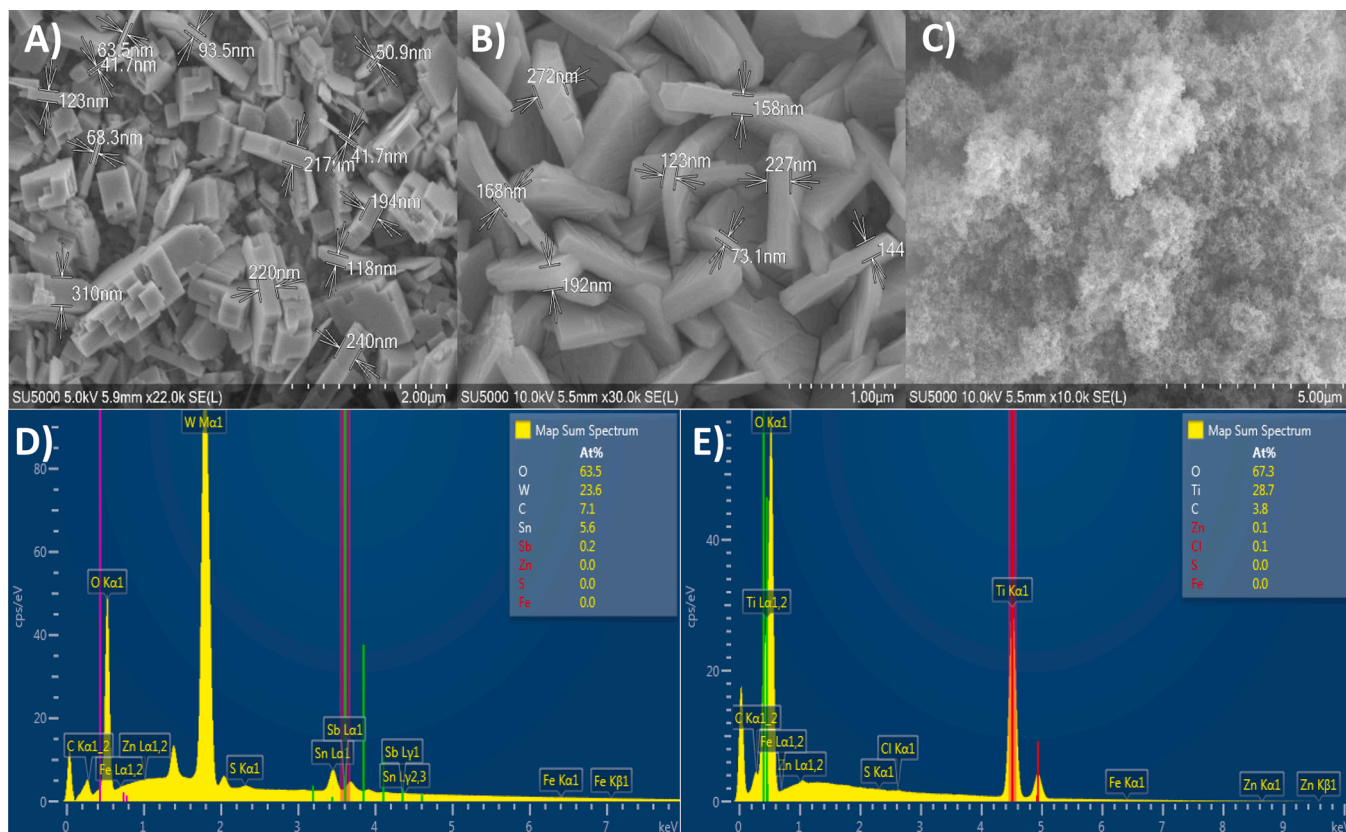 A)
63.5nm
93.5nm
50.9nm
41.7nm
123nm
68.3nm
41.7nm
194nm
118nm
220nm
310nm
240nm
SU5000 5.0kV 5.9mm x22.0k SE(L)
2.00µm
B)
272nm
158nm
123nm
227nm
168nm
73.1nm
144
192nm
SU5000 10.0kV 5.5mm x30.0k SE(L)
1.00µm
C)
SU5000 10.0kV 5.5mm x10.0k SE(L)
5.00µm
D)
W Mα1
O Kα1
C Kα1_2
Zn Lα1,2
Fe Lα1,2
S Kα1
Sb Lα1
Sn Lα1
Sb Lγ1
Sn Lγ2,3
Fe Kα1
Fe Kβ1
cps/eV
80
60
40
20
0
0 1 2 3 4 5 6 7 keV
Map Sum Spectrum
At%
O 63.5
W 23.6
C 7.1
Sn 5.6
Sb 0.2
Zn 0.0
S 0.0
Fe 0.0
E)
O Kα1
Ti Lα1,2
C Kα1_2
Fe Lα1,2
Zn Lα1,2
Cl Kα1
S Kα1
Ti Kα1
Fe Kα1
Zn Kα1
Zn Kβ1
cps/eV
40
20
0
0 1 2 3 4 5 6 7 8 9 keV
Map Sum Spectrum
At%
O 67.3
Ti 28.7
C 3.8
Zn 0.1
Cl 0.1
S 0.0
Fe 0.0